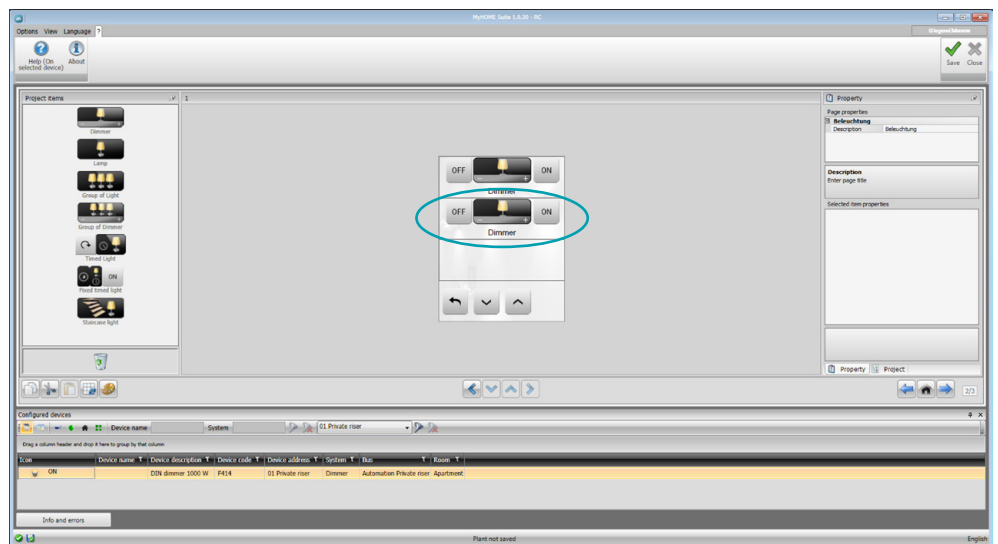 MyHOME Suite 1.0.20 - RC
Options View Language ?
Help (On selected device)
About
Save Close
Project items
1
Dimmer
Lamp
Group of Light
Group of Dimmer
Timed Light
ON
Fixed timed light
Staircase light
OFF ON
Dimmer
OFF ON
Dimmer
Property
Page properties
Beleuchtung
Description Beleuchtung
Description
Enter page title
Selected item properties
Property Project
2/3
Configured devices
Device name System 01 Private riser
Drag a column header and drop it here to group by that column
Icon Device name Device description Device code Device address System Bus Room
ON DIN dimmer 1000 W F414 01 Private riser Dimmer Automation Private riser Apartment
Info and errors
Plant not saved English